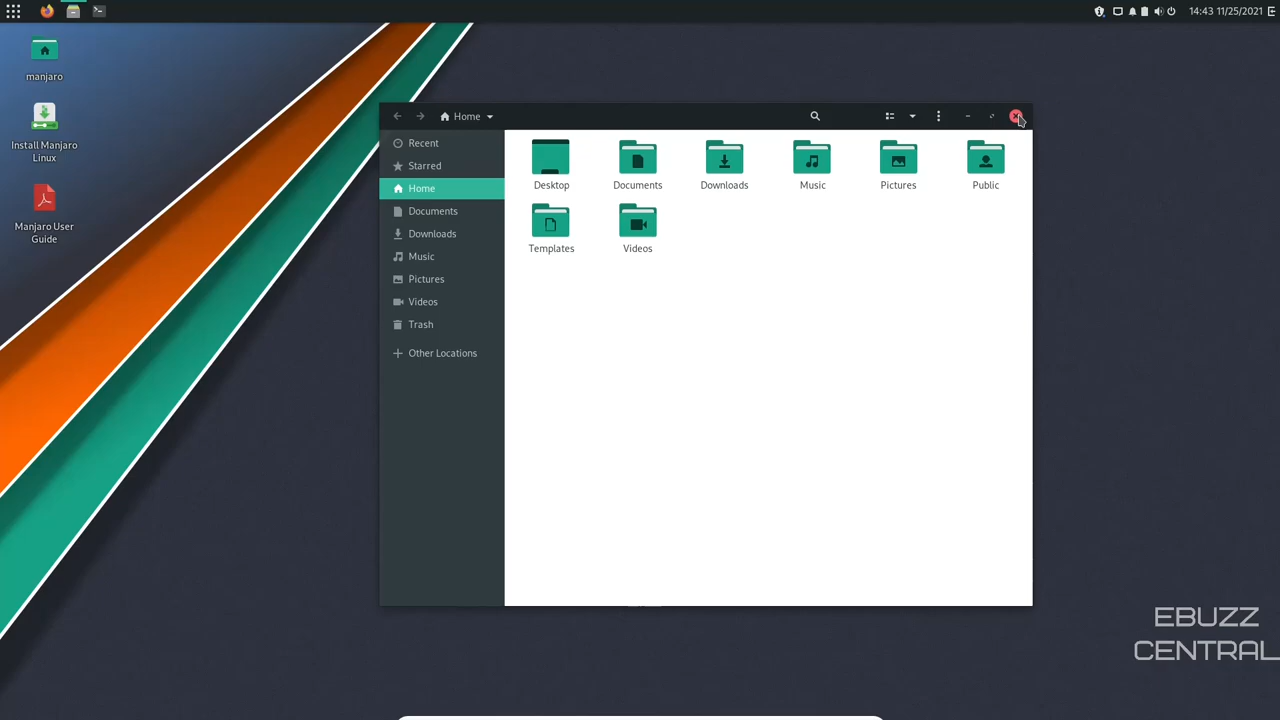 14:43 11/25/2021
manjaro
Install Manjaro
Linux
Manjaro User
Guide
Home
Recent
Starred
Home
Documents
Downloads
Music
Pictures
Videos
Trash
Other Locations
Desktop
Documents
Downloads
Music
Pictures
Public
Templates
Videos
EBUZZ
CENTRAL